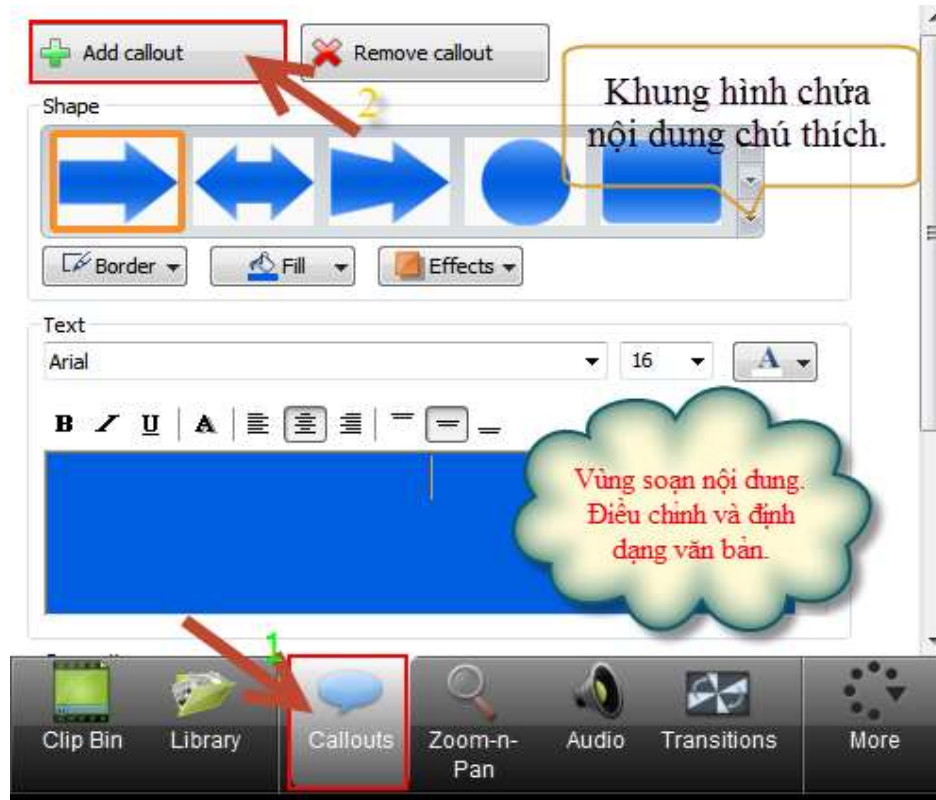 Add callout
Remove callout
2
Khung hình chứa
nội dung chú thích.
Shape
Border
Fill
Effects
Text
Arial
16
A
B I U A
Vùng soạn nội dung.
Điều chỉnh và định
dạng văn bản.
1
Clip Bin
Library
Callouts
Zoom-n-
Pan
Audio
Transitions
More